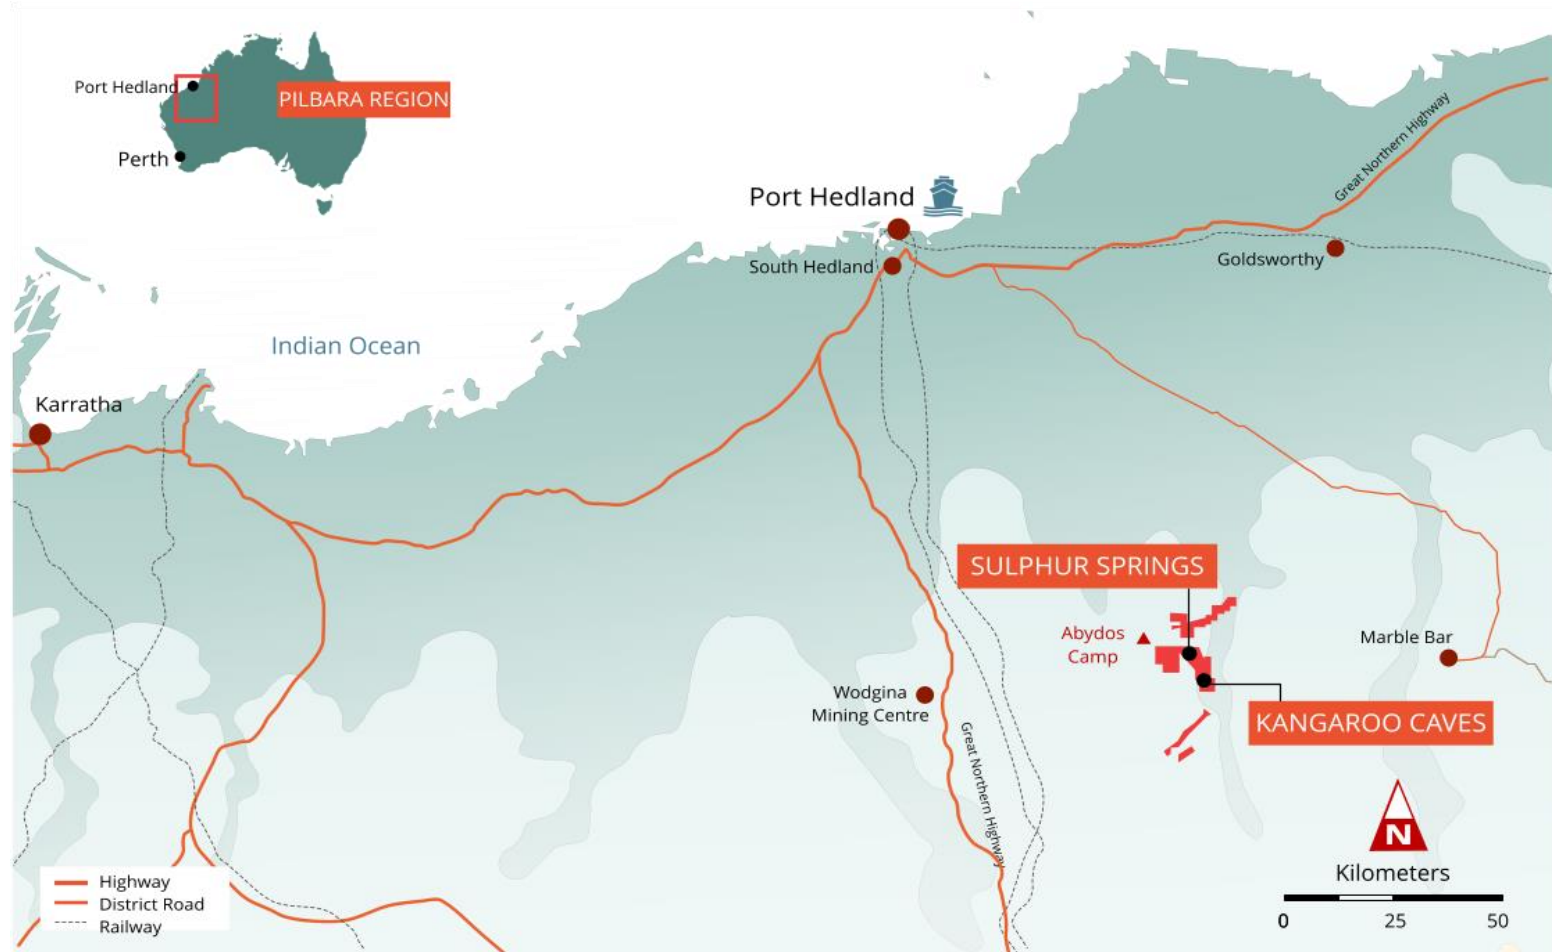 Port Hedland
PILBARA REGION
Perth
Great Northern Highway
Port Hedland
South Hedland
Goldsworthy
Indian Ocean
Karratha
SULPHUR SPRINGS
Abydos
Camp
Marble Bar
Wodgina
Mining Centre
KANGAROO CAVES
Great Northern Highway
N
Kilometers
0 25 50
Highway
District Road
Railway